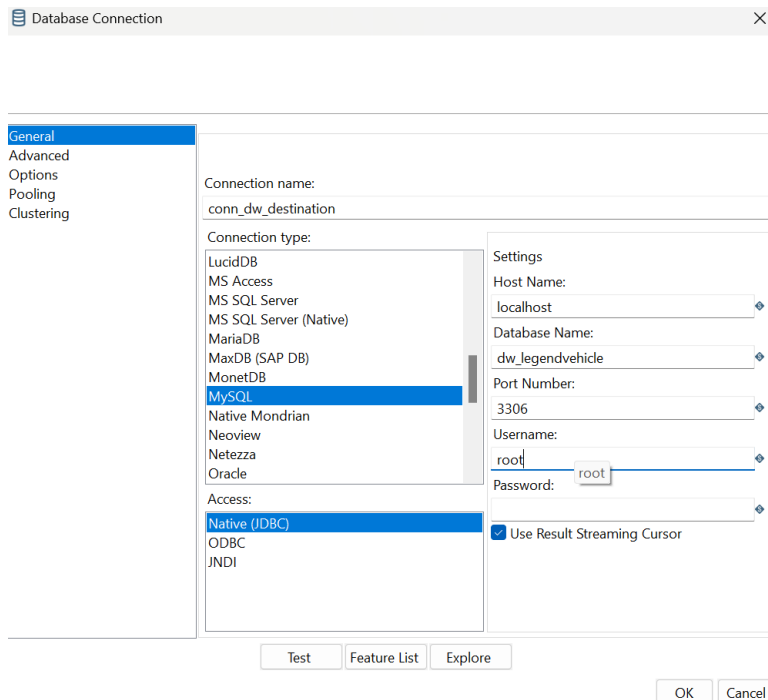 Database Connection
General
Advanced
Options
Pooling
Clustering
Connection name:
conn_dw_destination
Connection type:
LucidDB
MS Access
MS SQL Server
MS SQL Server (Native)
MariaDB
MaxDB (SAP DB)
MonetDB
MySQL
Native Mondrian
Neoview
Netezza
Oracle
Access:
Native (JDBC)
ODBC
JNDI
Settings
Host Name:
localhost
Database Name:
dw_legendvehicle
Port Number:
3306
Username:
root
root
Password:
Use Result Streaming Cursor
Test
Feature List
Explore
OK
Cancel